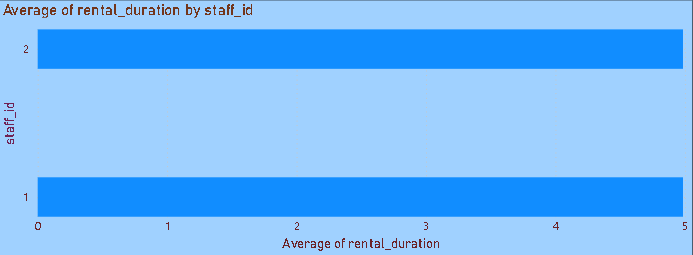 Average of rental_duration by staff_id
2
staff_id
1
0 1 2 3 4 5
Average of rental_duration